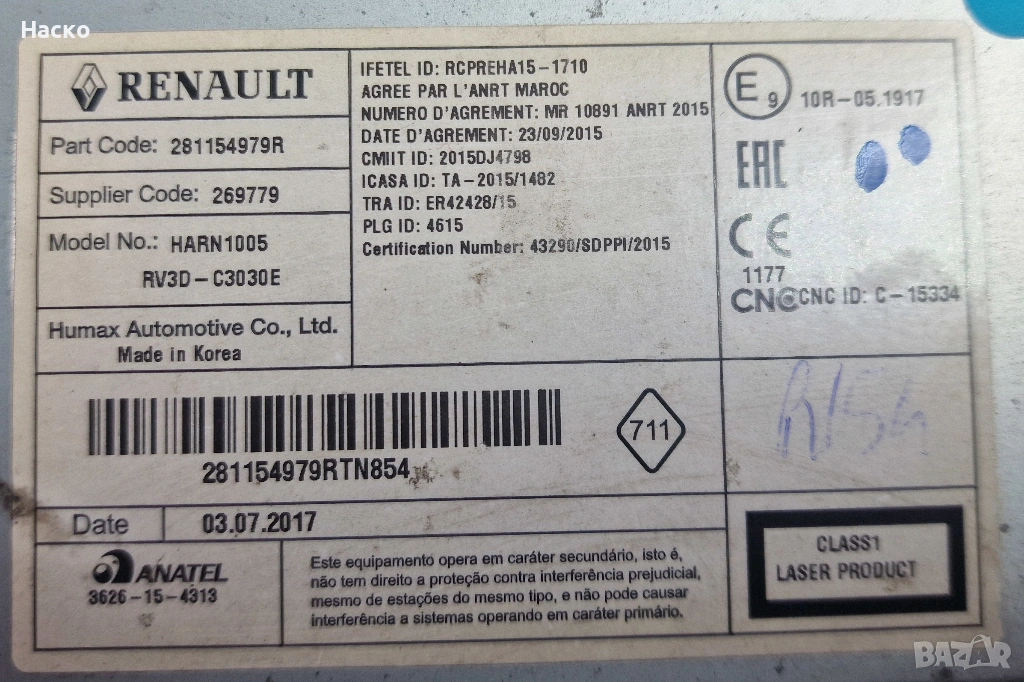 Насko
RENAULT
Part Code: 281154979R
Supplier Code: 269779
Model No.: HARN1005
RV3D-C3030E
Humax Automotive Co., Ltd.
Made in Korea
IFETEL ID: RCPREHA15-1710
AGREE PAR L'ANRT MAROC
NUMERO D'AGREMENT: MR 10891 ANRT 2015
DATE D'AGREMENT: 23/09/2015
CMIIT ID: 2015DJ4798
ICASA ID: TA-2015/1482
TRA ID: ER42428/15
PLG ID: 4615
Certification Number: 43290/SDPPI/2015
E9 10R-05.1917
EAC
CE
1177
CNC CNC ID: C-15334
281154979RTN854
711
R154
Date 03.07.2017
ANATEL
3626-15-4313
Este equipamento opera em caráter secundário, isto é,
não tem direito a proteção contra interferência prejudicial,
mesmo de estações do mesmo tipo, e não pode causar
interferência a sistemas operando em caráter primário.
CLASS1
LASER PRODUCT
BAZAR